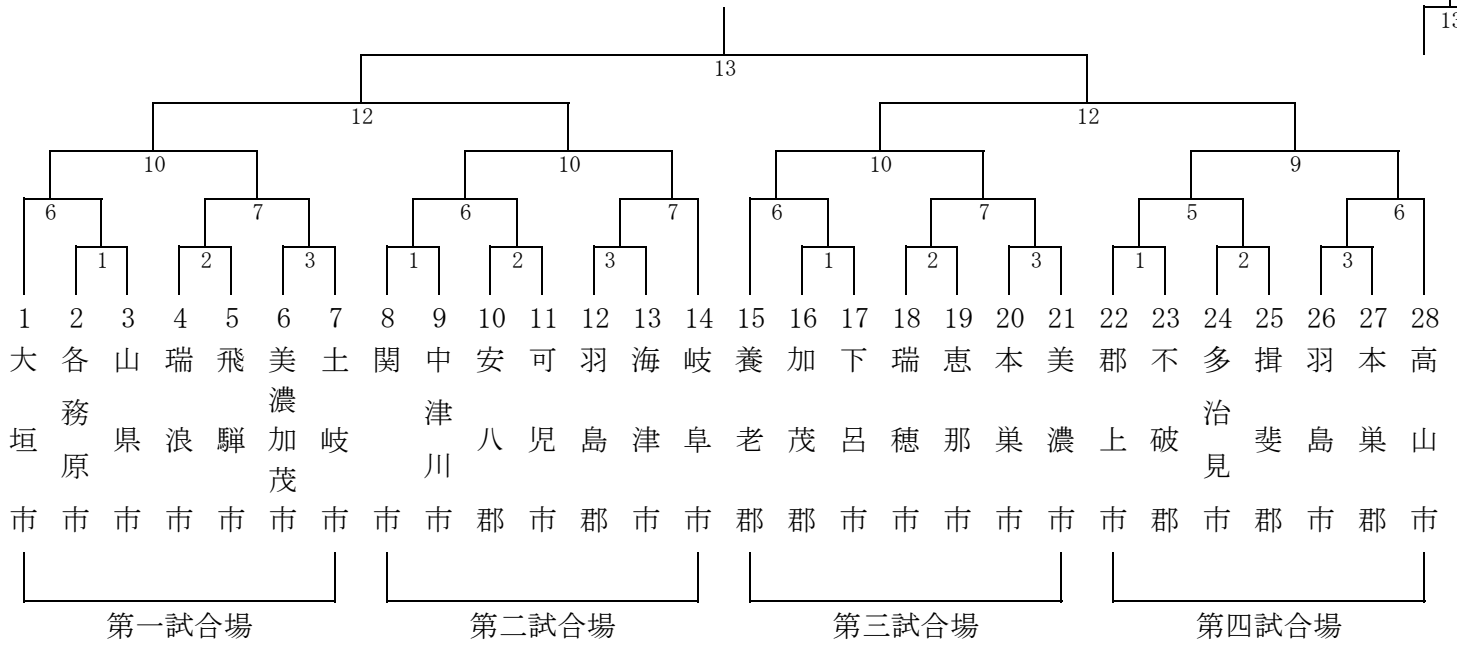 13
13
12
12
10
10
10
9
6
7
6
7
6
7
5
6
1
2
3
1
2
3
1
2
3
1
2
3
1 2 3 4 5 6 7 8 9 10 11 12 13 14 15 16 17 18 19 20 21 22 23 24 25 26 27 28
大垣市
各務原市
山県市
瑞浪市
飛騨市
美濃加茂市
土岐市
関市
中津川市
安八郡
可児市
羽島郡
海津市
岐阜市
養老郡
加茂郡
下呂市
瑞穂市
恵那市
本巣市
美濃市
郡上市
不破郡
多治見市
揖斐郡
羽島市
本巣郡
高山市
第一試合場
第二試合場
第三試合場
第四試合場